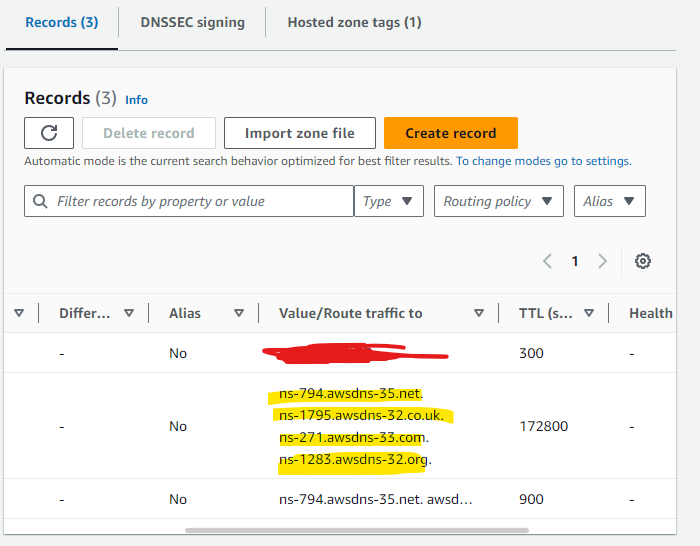 Records (3) DNSSEC signing Hosted zone tags (1)
Records (3) Info
Delete record Import zone file Create record
Automatic mode is the current search behavior optimized for best filter results. To change modes go to settings.
Filter records by property or value Type Routing policy Alias
1
Differ... Alias Value/Route traffic to TTL (s... Health
- No 300 -
ns-794.awsdns-35.net.
ns-1795.awsdns-32.co.uk.
- No 172800 -
ns-271.awsdns-33.com.
ns-1283.awsdns-32.org.
- No ns-794.awsdns-35.net. awsd... 900 -